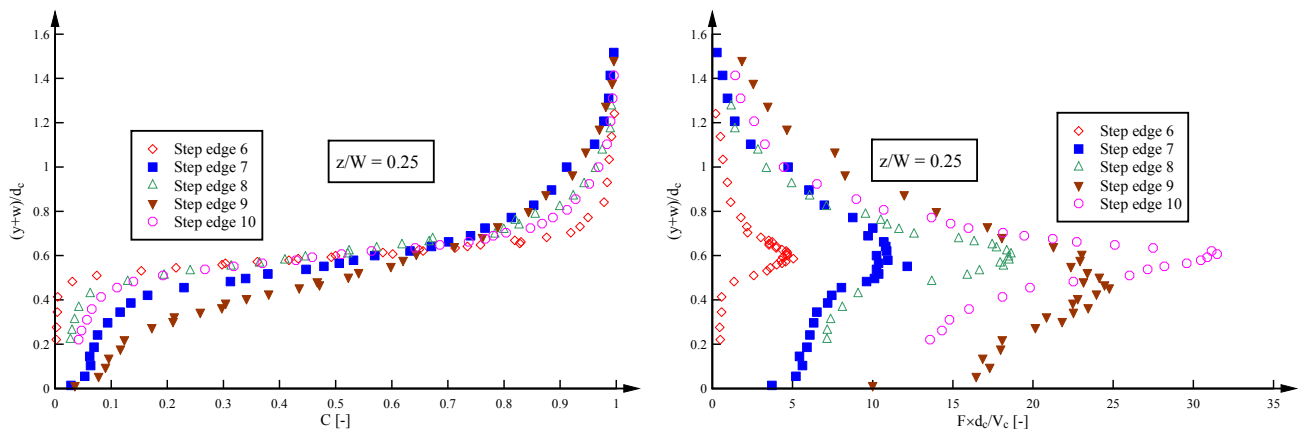 (y+w)/d_c
1.6
1.4
1.2
1
0.8
0.6
0.4
0.2
0
Step edge 6
Step edge 7
Step edge 8
Step edge 9
Step edge 10
z/W = 0.25
0 0.1 0.2 0.3 0.4 0.5 0.6 0.7 0.8 0.9 1
C [-]
(y+w)/d_c
1.6
1.4
1.2
1
0.8
0.6
0.4
0.2
0
z/W = 0.25
Step edge 6
Step edge 7
Step edge 8
Step edge 9
Step edge 10
0 5 10 15 20 25 30 35
F×d_c/V_c [-]